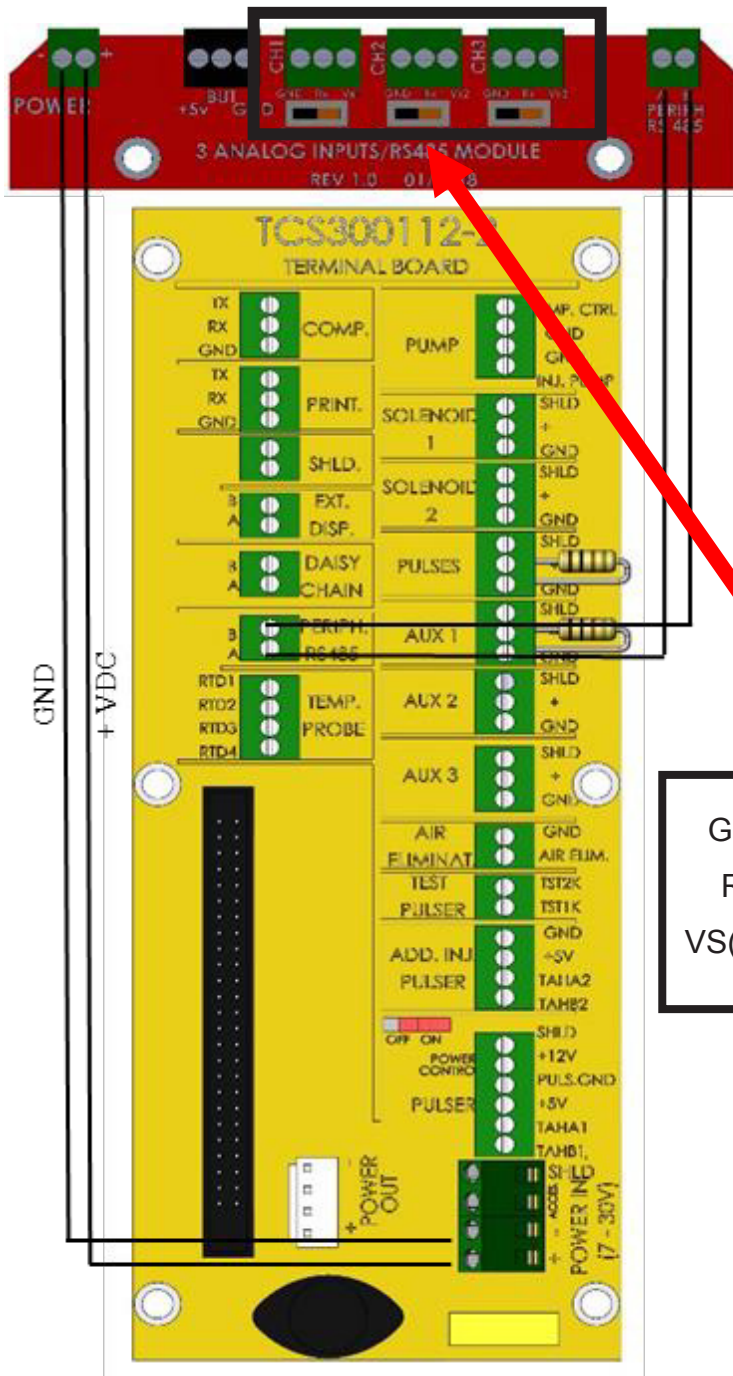 - +
POWER
BUT
+5v GND
CH1
CH2
CH3
GND Rx
GND Rx
GND Rx
PERIPH
RS 485
3 ANALOG INPUTS/RS485 MODULE
REV 1.0
TCS300112-2
TERMINAL BOARD
TX
RX
GND
COMP.
TX
RX
GND
PRINT.
SHLD.
B
A
EXT.
DISP.
B
A
DAISY
CHAIN
B
A
PERIPH.
RS485
RTD1
RTD2
RTD3
RTD4
TEMP.
PROBE
PUMP
CTRL
INJ. PUMP
SOLENOID
1
SHLD
+
GND
SOLENOID
2
SHLD
+
GND
PULSES
SHLD
+
GND
AUX 1
SHLD
GND
AUX 2
SHLD
+
GND
AUX 3
SHLD
+
GND
AIR
ELIMINAT.
GND
AIR ELIM.
TEST
PULSER
TST2K
TST1K
ADD. INJ.
PULSER
GND
+5V
TAHA2
TAHB2
OFF ON
POWER
CONTROL
PULSER
SHLD
+12V
PULS.GND
+5V
TAHA1
TAHB1
SHLD
ACCES.
- +
POWER IN
(7 - 30V)
- +
POWER
OUT
GND
+ VDC
VS(